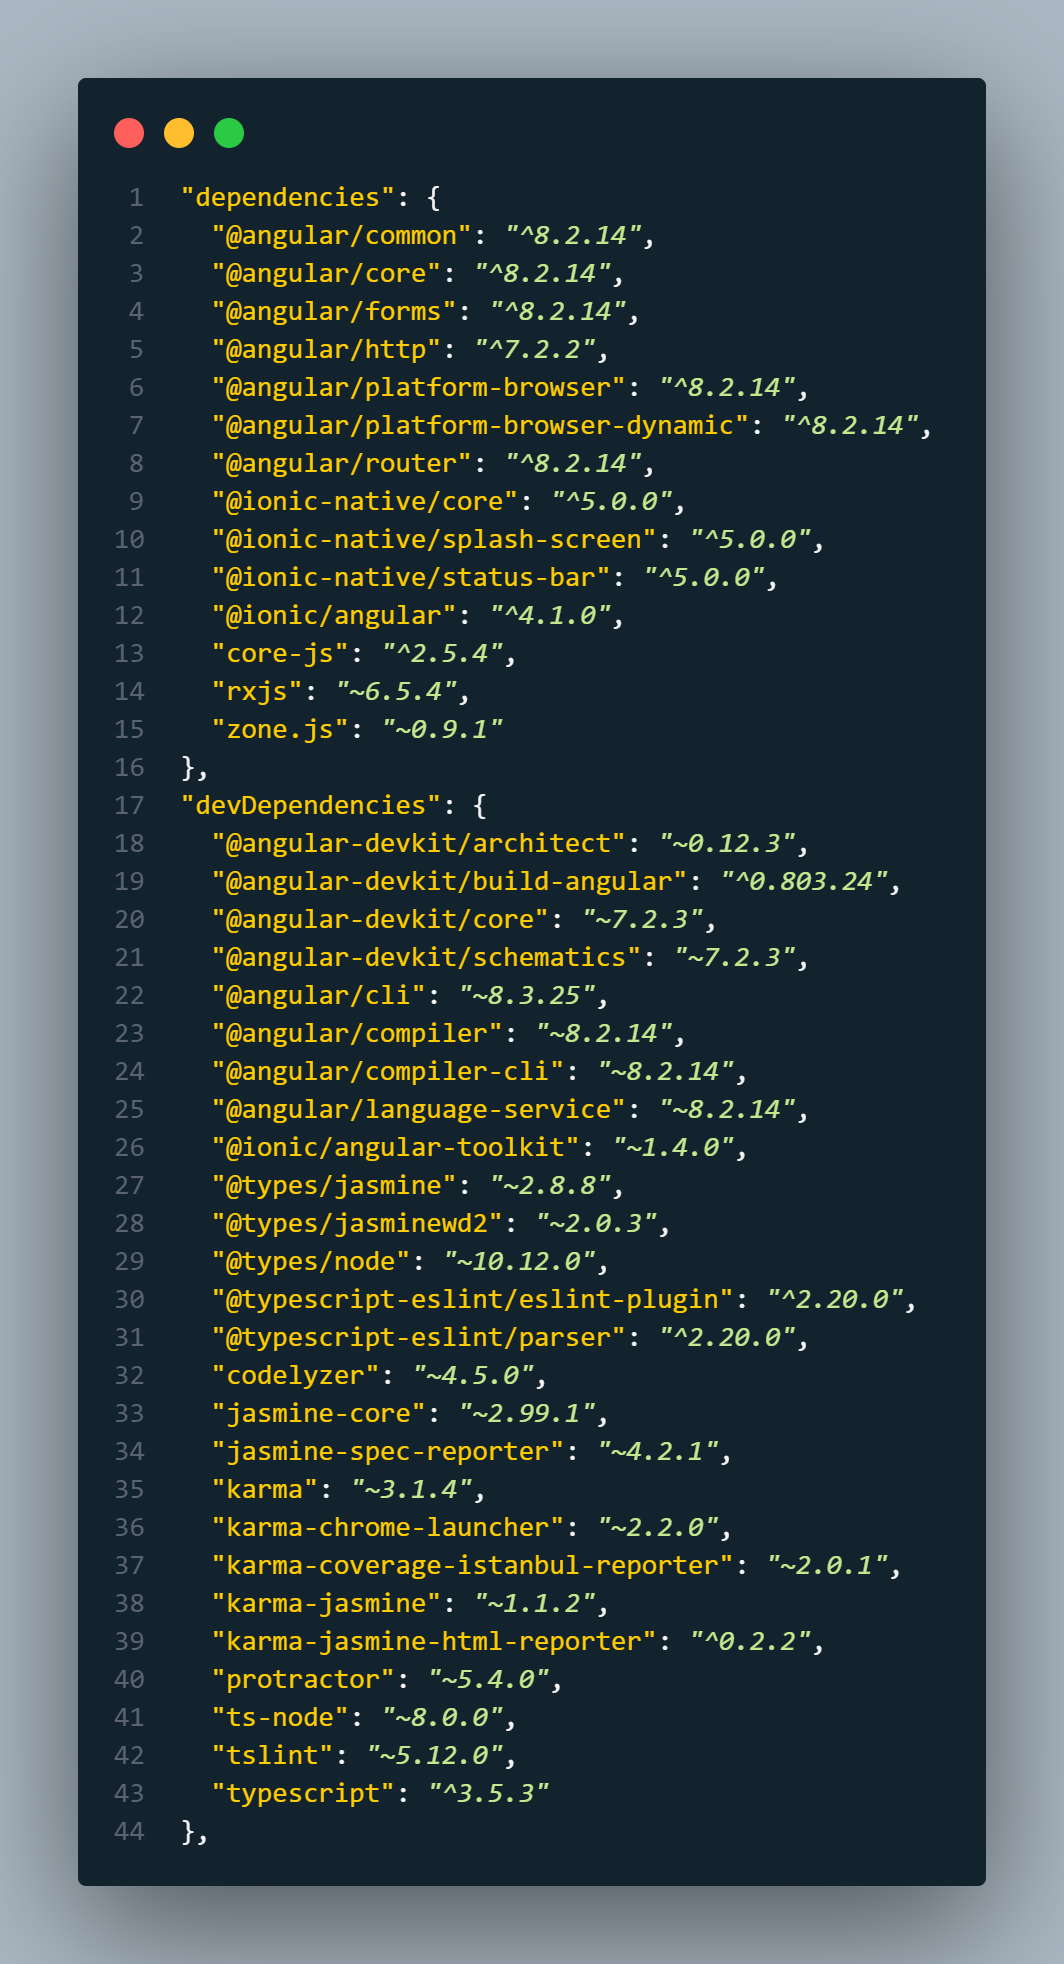 1 "dependencies": {
2 "@angular/common": "^8.2.14",
3 "@angular/core": "^8.2.14",
4 "@angular/forms": "^8.2.14",
5 "@angular/http": "^7.2.2",
6 "@angular/platform-browser": "^8.2.14",
7 "@angular/platform-browser-dynamic": "^8.2.14",
8 "@angular/router": "^8.2.14",
9 "@ionic-native/core": "^5.0.0",
10 "@ionic-native/splash-screen": "^5.0.0",
11 "@ionic-native/status-bar": "^5.0.0",
12 "@ionic/angular": "^4.1.0",
13 "core-js": "^2.5.4",
14 "rxjs": "~6.5.4",
15 "zone.js": "~0.9.1"
16 },
17 "devDependencies": {
18 "@angular-devkit/architect": "~0.12.3",
19 "@angular-devkit/build-angular": "^0.803.24",
20 "@angular-devkit/core": "~7.2.3",
21 "@angular-devkit/schematics": "~7.2.3",
22 "@angular/cli": "~8.3.25",
23 "@angular/compiler": "~8.2.14",
24 "@angular/compiler-cli": "~8.2.14",
25 "@angular/language-service": "~8.2.14",
26 "@ionic/angular-toolkit": "~1.4.0",
27 "@types/jasmine": "~2.8.8",
28 "@types/jasminewd2": "~2.0.3",
29 "@types/node": "~10.12.0",
30 "@typescript-eslint/eslint-plugin": "^2.20.0",
31 "@typescript-eslint/parser": "^2.20.0",
32 "codelyzer": "~4.5.0",
33 "jasmine-core": "~2.99.1",
34 "jasmine-spec-reporter": "~4.2.1",
35 "karma": "~3.1.4",
36 "karma-chrome-launcher": "~2.2.0",
37 "karma-coverage-istanbul-reporter": "~2.0.1",
38 "karma-jasmine": "~1.1.2",
39 "karma-jasmine-html-reporter": "^0.2.2",
40 "protractor": "~5.4.0",
41 "ts-node": "~8.0.0",
42 "tslint": "~5.12.0",
43 "typescript": "^3.5.3"
44 },